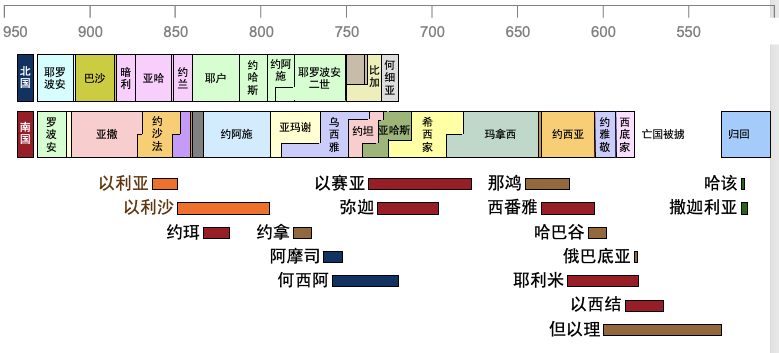 950 900 850 800 750 700 650 600 550
北国 耶罗波安 巴沙 暗利 亚哈 约兰 耶户 约哈斯 约阿施 耶罗波安二世 比加 何细亚
南国 罗波安 亚撒 约沙法 约阿施 亚玛谢 乌西雅 约坦 亚哈斯 希西家 玛拿西 约西亚 约雅敬 西底家 亡国被掳 归回
以利亚 以赛亚 那鸿 哈该
以利沙 弥迦 西番雅 撒迦利亚
约珥 约拿 哈巴谷
阿摩司 俄巴底亚
何西阿 耶利米
以西结
但以理